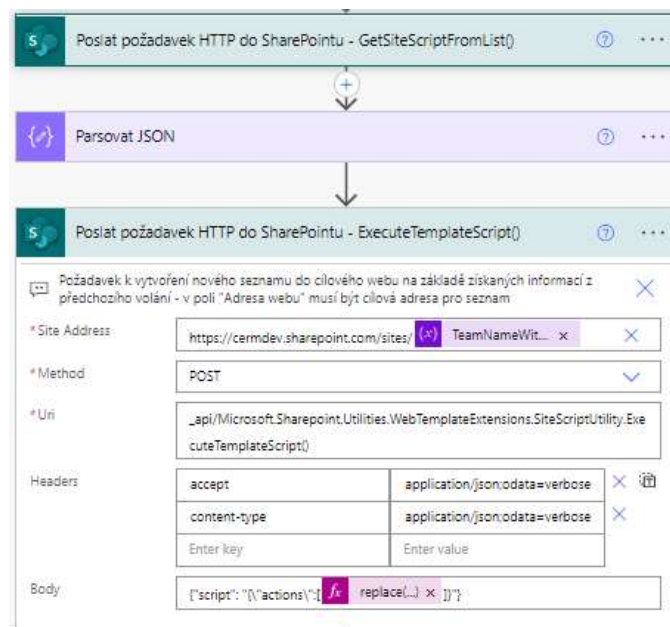 Poslat požadavek HTTP do SharePointu - GetSiteScriptFromList()
Parsovat JSON
Poslat požadavek HTTP do SharePointu - ExecuteTemplateScript()
Požadavek k vytvoření nového seznamu do cílového webu na základě získaných informací z
předchozího volání - v poli "Adresa webu" musí být cílová adresa pro seznam
*Site Address
https://cermdev.sharepoint.com/sites/ {x} TeamNameWit... x
*Method
POST
*Uri
_api/Microsoft.Sharepoint.Utilities.WebTemplateExtensions.SiteScriptUtility.Exe
cuteTemplateScript()
Headers
accept application/json;odata=verbose
content-type application/json;odata=verbose
Enter key Enter value
Body
{"script": "{\"actions\":[ fx replace(...) x ]}"}